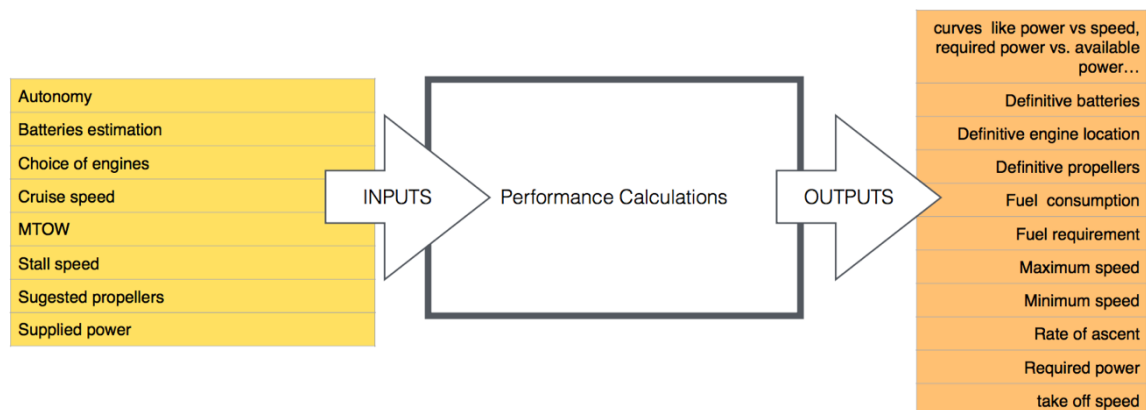 Autonomy
Batteries estimation
Choice of engines
Cruise speed
MTOW
Stall speed
Sugested propellers
Supplied power
INPUTS
Performance Calculations
OUTPUTS
curves like power vs speed,
required power vs. available
power…
Definitive batteries
Definitive engine location
Definitive propellers
Fuel consumption
Fuel requirement
Maximum speed
Minimum speed
Rate of ascent
Required power
take off speed